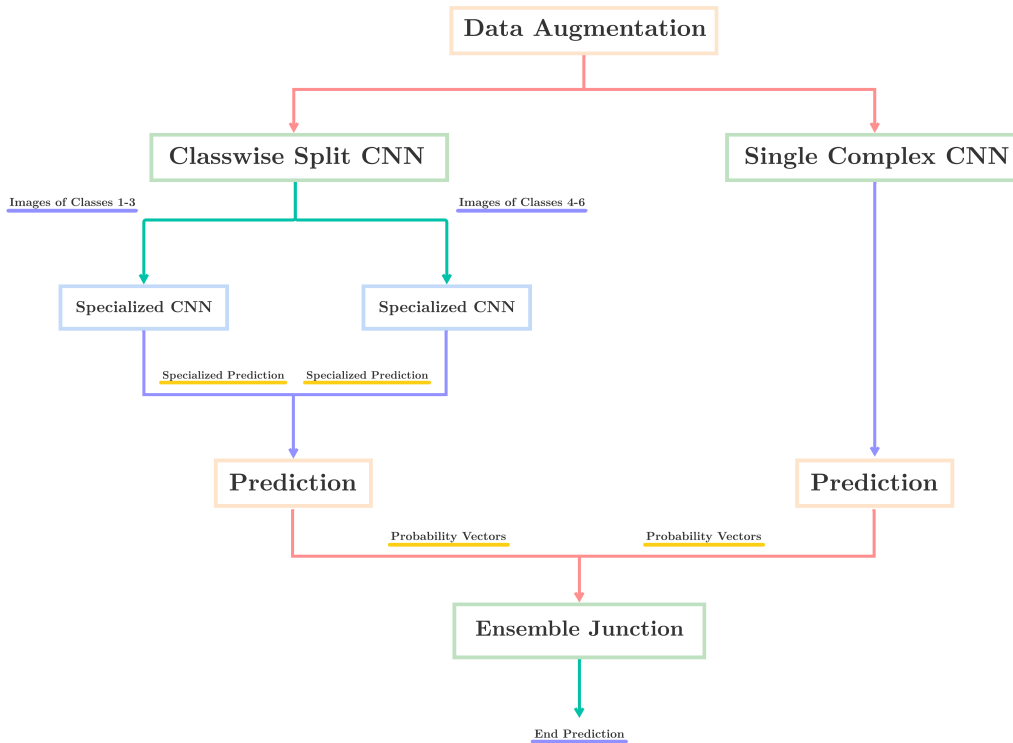 Data Augmentation
Classwise Split CNN
Single Complex CNN
Images of Classes 1-3
Images of Classes 4-6
Specialized CNN
Specialized CNN
Specialized Prediction
Specialized Prediction
Prediction
Prediction
Probability Vectors
Probability Vectors
Ensemble Junction
End Prediction